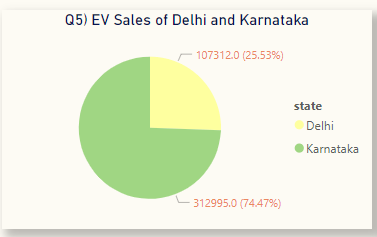 Q5) EV Sales of Delhi and Karnataka
107312.0 (25.53%)
state
Delhi
Karnataka
312995.0 (74.47%)